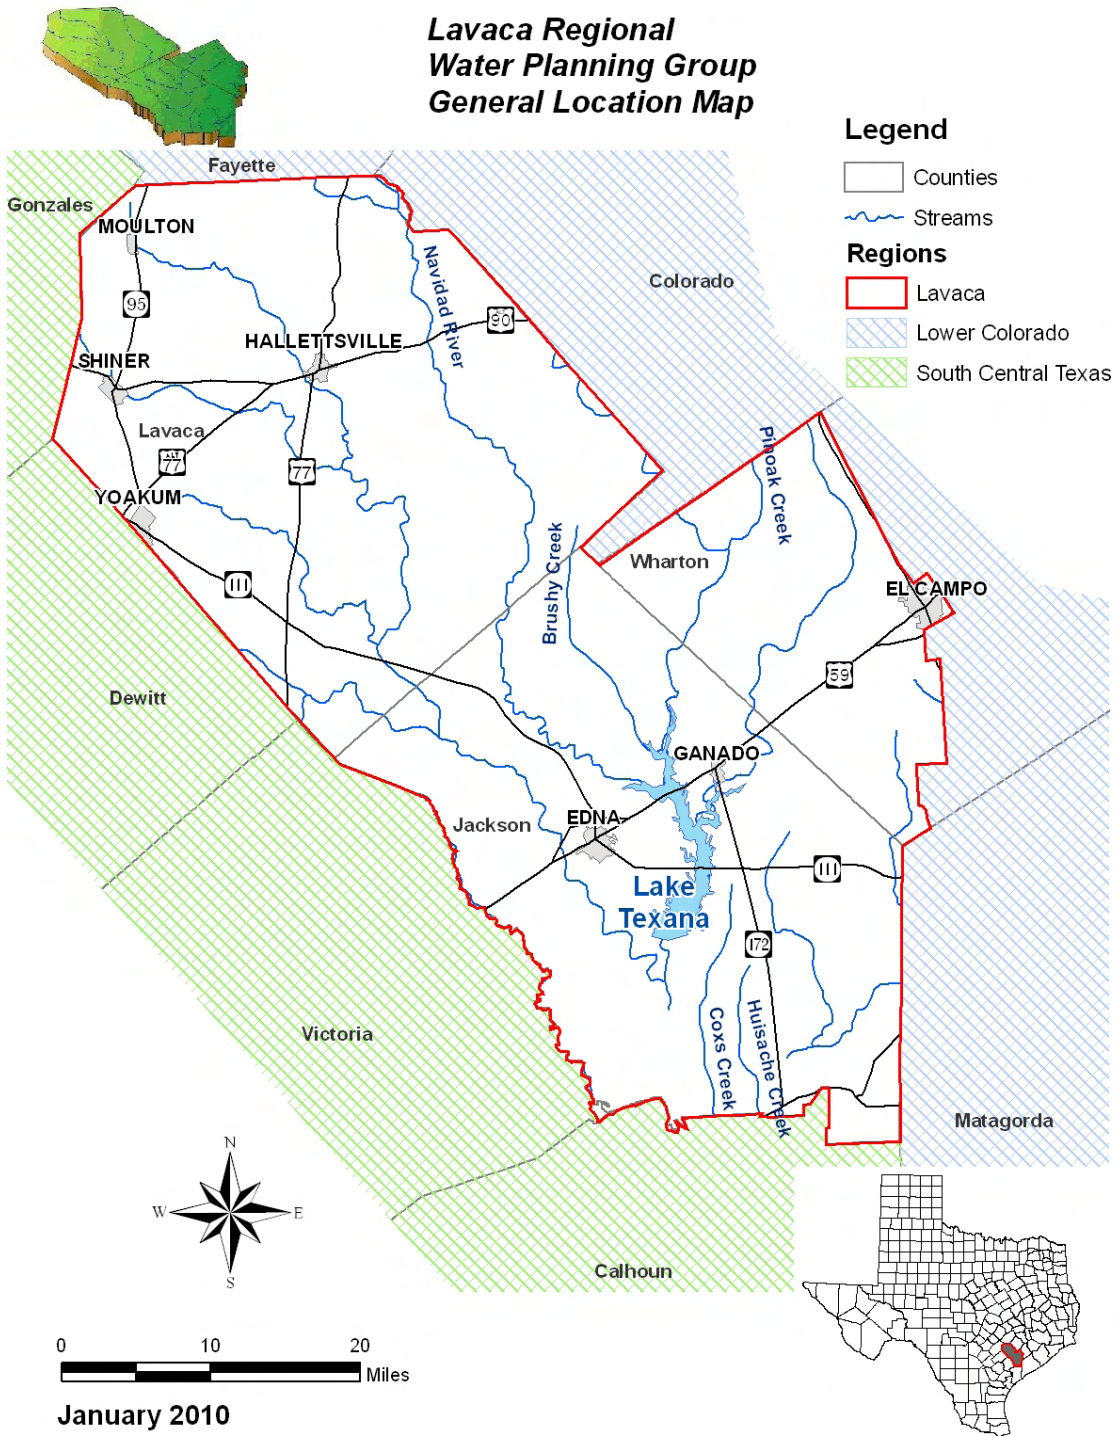 Lavaca Regional
Water Planning Group
General Location Map
Legend
Counties
Streams
Regions
Lavaca
Lower Colorado
South Central Texas
Fayette
Gonzales
MOULTON
Colorado
Navidad River
95
90
HALLETTSVILLE
SHINER
Lavaca
ALT
77
77
YOAKUM
Pinoak Creek
Brushy Creek
Wharton
111
EL CAMPO
59
Dewitt
GANADO
EDNA
Jackson
111
Lake
Texana
172
Victoria
Coxs Creek
Huisache Creek
Matagorda
Calhoun
N
W
E
S
0
10
20
Miles
January 2010